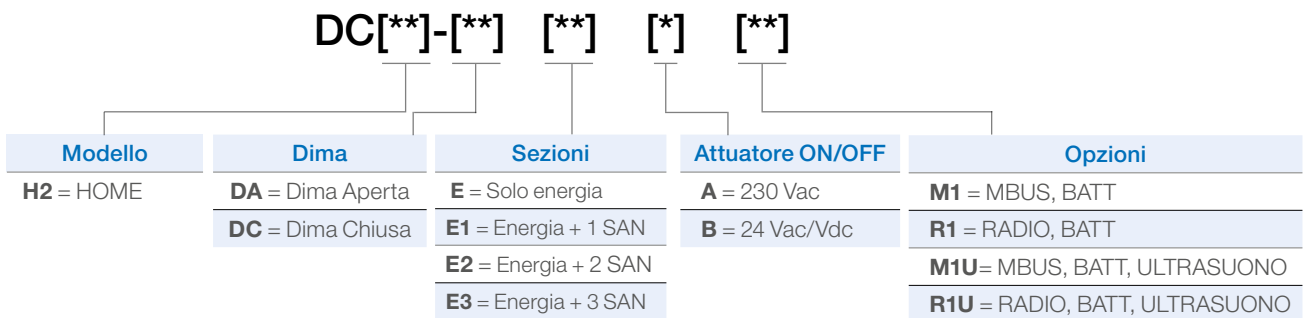 DC[**]-[**] [**] [*] [**]
Modello
H2 = HOME
Dima
DA = Dima Aperta
DC = Dima Chiusa
Sezioni
E = Solo energia
E1 = Energia + 1 SAN
E2 = Energia + 2 SAN
E3 = Energia + 3 SAN
Attuatore ON/OFF
A = 230 Vac
B = 24 Vac/Vdc
Opzioni
M1 = MBUS, BATT
R1 = RADIO, BATT
M1U= MBUS, BATT, ULTRASUONO
R1U = RADIO, BATT, ULTRASUONO